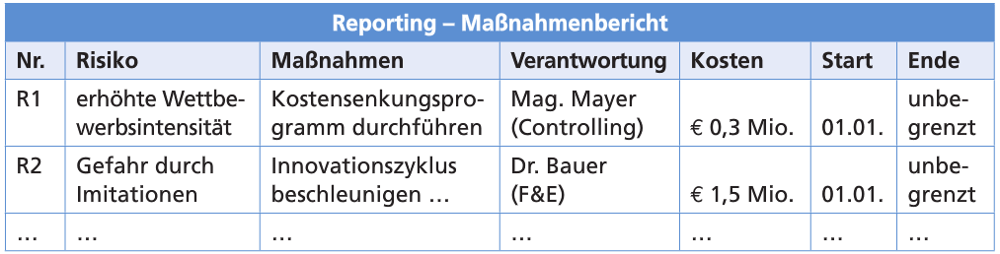 Reporting – Maßnahmenbericht
Nr. Risiko Maßnahmen Verantwortung Kosten Start Ende
R1 erhöhte Wettbe- Kostensenkungspro- Mag. Mayer unbe-
werbsintensität gramm durchführen (Controlling) € 0,3 Mio. 01.01. grenzt
R2 Gefahr durch Innovationszyklus Dr. Bauer unbe-
Imitationen beschleunigen … (F&E) € 1,5 Mio. 01.01. grenzt
… … … … … … …